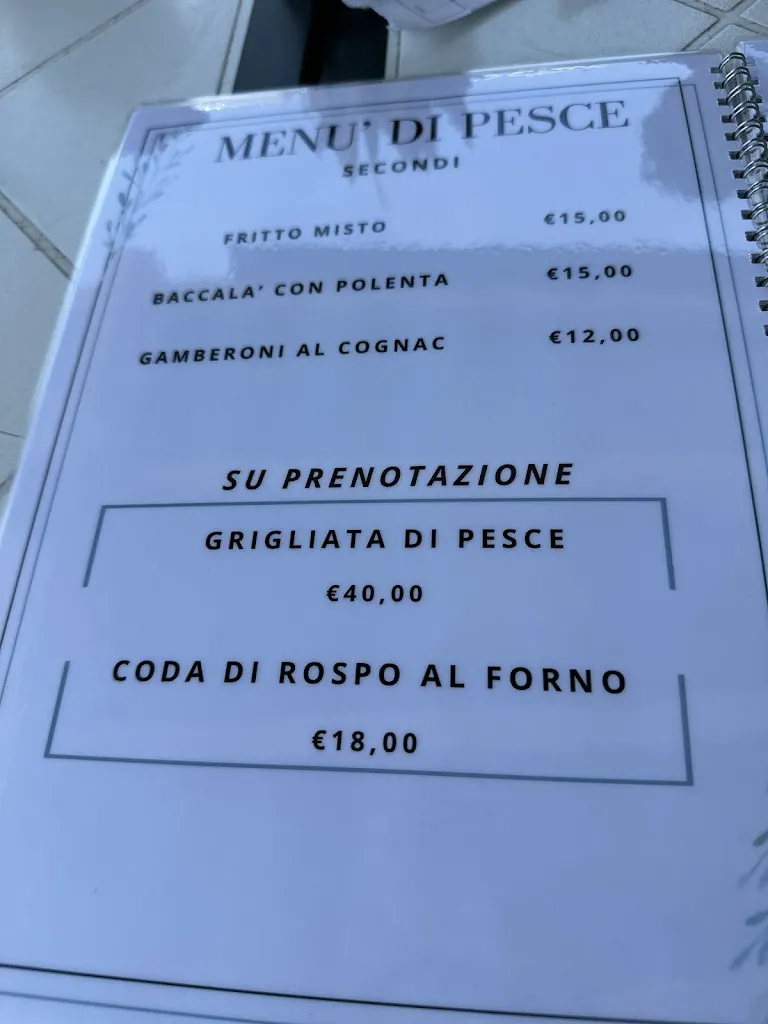 MENU' DI PESCE
SECONDI
FRITTO MISTO €15,00
BACCALA' CON POLENTA €15,00
GAMBERONI AL COGNAC €12,00
SU PRENOTAZIONE
GRIGLIATA DI PESCE
€40,00
CODA DI ROSPO AL FORNO
€18,00